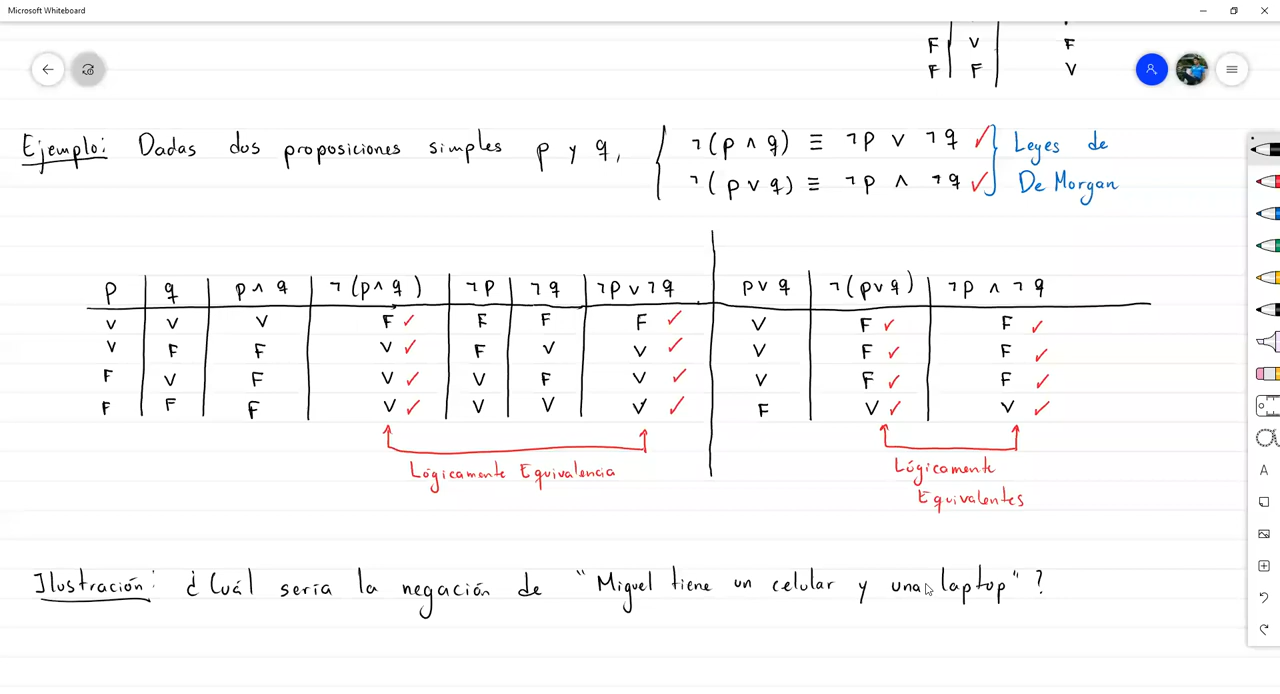 Microsoft Whiteboard
F V F
F F V
Ejemplo: Dadas dos proposiciones simples p y q, ¬(p ∧ q) ≡ ¬p ∨ ¬q ✓ Leyes de
¬(p ∨ q) ≡ ¬p ∧ ¬q ✓ De Morgan
p q p ∧ q ¬(p ∧ q) ¬p ¬q ¬p ∨ ¬q p ∨ q ¬(p ∨ q) ¬p ∧ ¬q
V V V F ✓ F F F ✓ V F ✓ F ✓
V F F V ✓ F V V ✓ V F ✓ F ✓
F V F V ✓ V F V ✓ V F ✓ F ✓
F F F V ✓ V V V ✓ F V ✓ V ✓
Lógicamente Equivalencia Lógicamente
Equivalentes
Ilustración: ¿Cuál sería la negación de "Miguel tiene un celular y una laptop"?